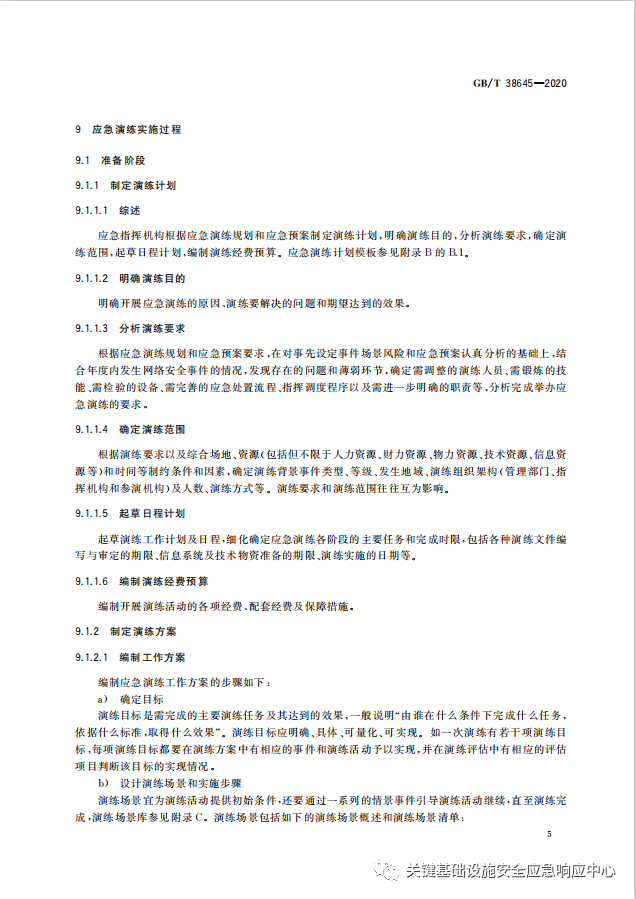 GB/T 38645—2020
9 应急演练实施过程
9.1 准备阶段
9.1.1 制定演练计划
9.1.1.1 综述
应急指挥机构根据应急演练规划和应急预案制定演练计划,明确演练目的,分析演练要求,确定演
练范围,起草日程计划,编制演练经费预算。应急演练计划模板参见附录 B 的 B.1。
9.1.1.2 明确演练目的
明确开展应急演练的原因、演练要解决的问题和期望达到的效果。
9.1.1.3 分析演练要求
根据应急演练规划和应急预案要求,在对事先设定事件场景风险和应急预案认真分析的基础上,结
合年度内发生网络安全事件的情况,发现存在的问题和薄弱环节,确定需调整的演练人员、需锻炼的技
能、需检验的设备、需完善的应急处置流程、指挥调度程序以及需进一步明确的职责等,分析完成举办应
急演练的要求。
9.1.1.4 确定演练范围
根据演练要求以及综合场地、资源(包括但不限于人力资源、财力资源、物力资源、技术资源、信息资
源等)和时间等制约条件和因素,确定演练背景事件类型、等级、发生地域、演练组织架构(管理部门、指
挥机构和参演机构)及人数、演练方式等。演练要求和演练范围往往互为影响。
9.1.1.5 起草日程计划
起草演练工作计划及日程,细化确定应急演练各阶段的主要任务和完成时限,包括各种演练文件编
写与审定的期限、信息系统及技术物资准备的期限、演练实施的日期等。
9.1.1.6 编制演练经费预算
编制开展演练活动的各项经费、配套经费及保障措施。
9.1.2 制定演练方案
9.1.2.1 编制工作方案
编制应急演练工作方案的步骤如下:
a) 确定目标
演练目标是需完成的主要演练任务及其达到的效果,一般说明“由谁在什么条件下完成什么任务,
依据什么标准,取得什么效果”。演练目标应明确、具体、可量化、可实现。如一次演练有若干项演练目
标,每项演练目标都要在演练方案中有相应的事件和演练活动予以实现,并在演练评估中有相应的评估
项目判断该目标的实现情况。
b) 设计演练场景和实施步骤
演练场景宜为演练活动提供初始条件,还要通过一系列的情景事件引导演练活动继续,直至演练完
成,演练场景库参见附录 C。演练场景包括如下的演练场景概述和演练场景清单:
5
关键基础设施安全应急响应中心